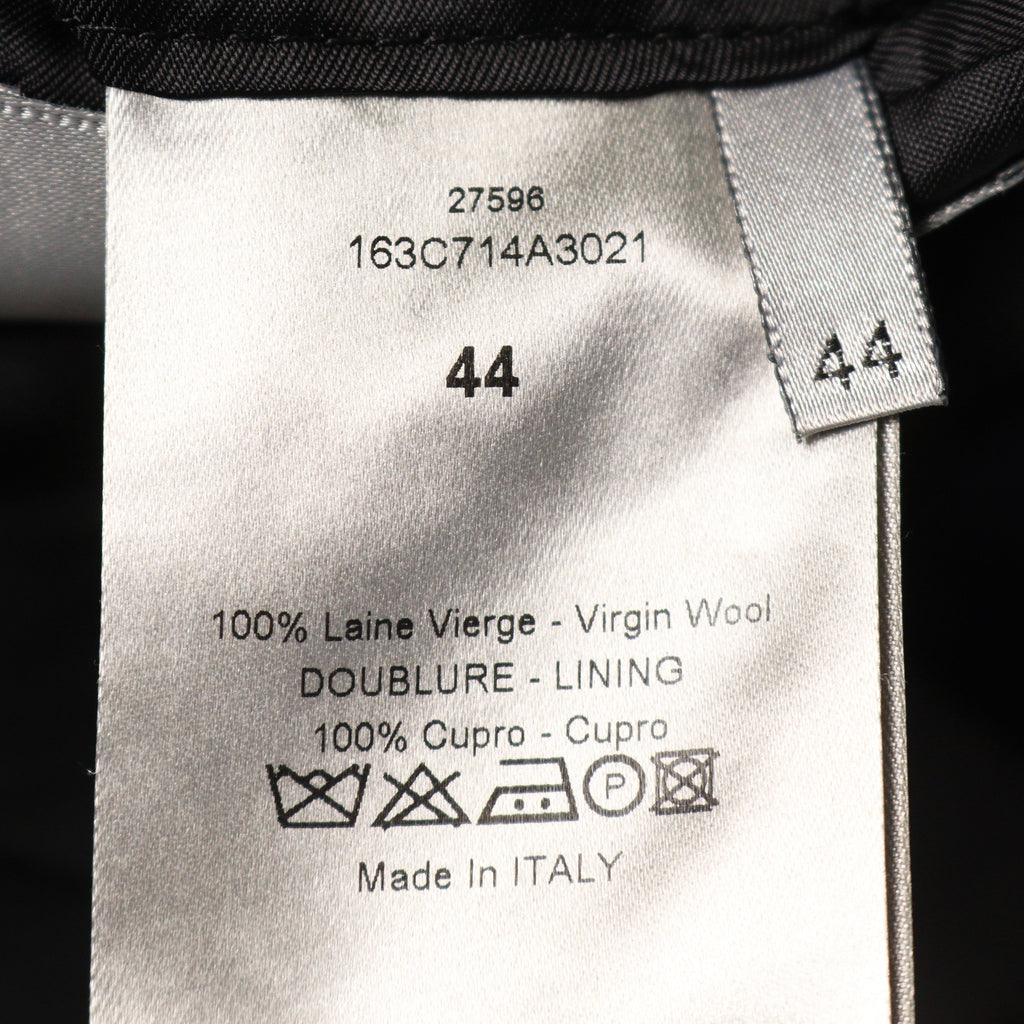 27596
163C714A3021
44
44
100% Laine Vierge - Virgin Wool
DOUBLURE - LINING
100% Cupro - Cupro
P
Made In ITALY